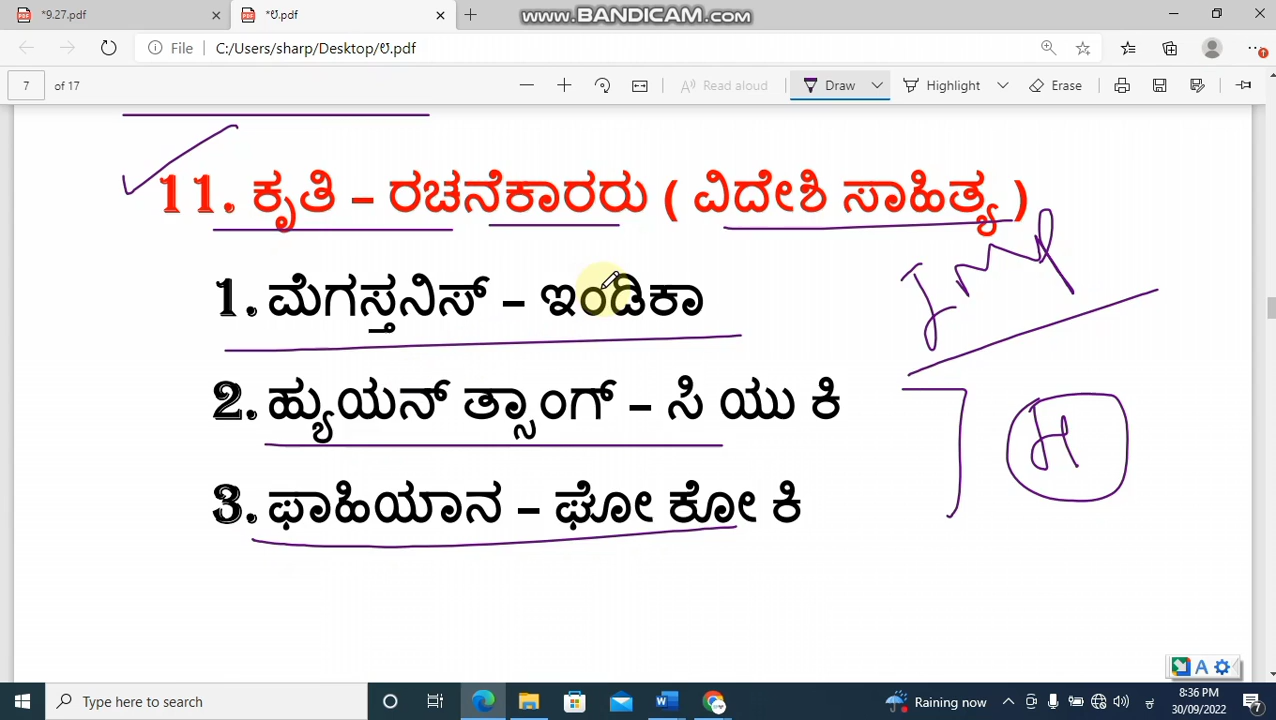 *9.27.pdf
*ಅ.pdf
www.BANDICAM.com
File C:/Users/sharp/Desktop/ಅ.pdf
7 of 17
Read aloud
Draw
Highlight
Erase
11. ಕೃತಿ – ರಚನೆಕಾರರು ( ವಿದೇಶಿ ಸಾಹಿತ್ಯ )
Imp
1. ಮೆಗಸ್ತನಿಸ್ – ಇಂಡಿಕಾ
2. ಹ್ಯುಯನ್ ತ್ಸಾಂಗ್ – ಸಿ ಯು ಕಿ
3. ಫಾಹಿಯಾನ – ಘೋ ಕೋ ಕಿ
A
Type here to search
Raining now
8:36 PM
30/09/2022
7